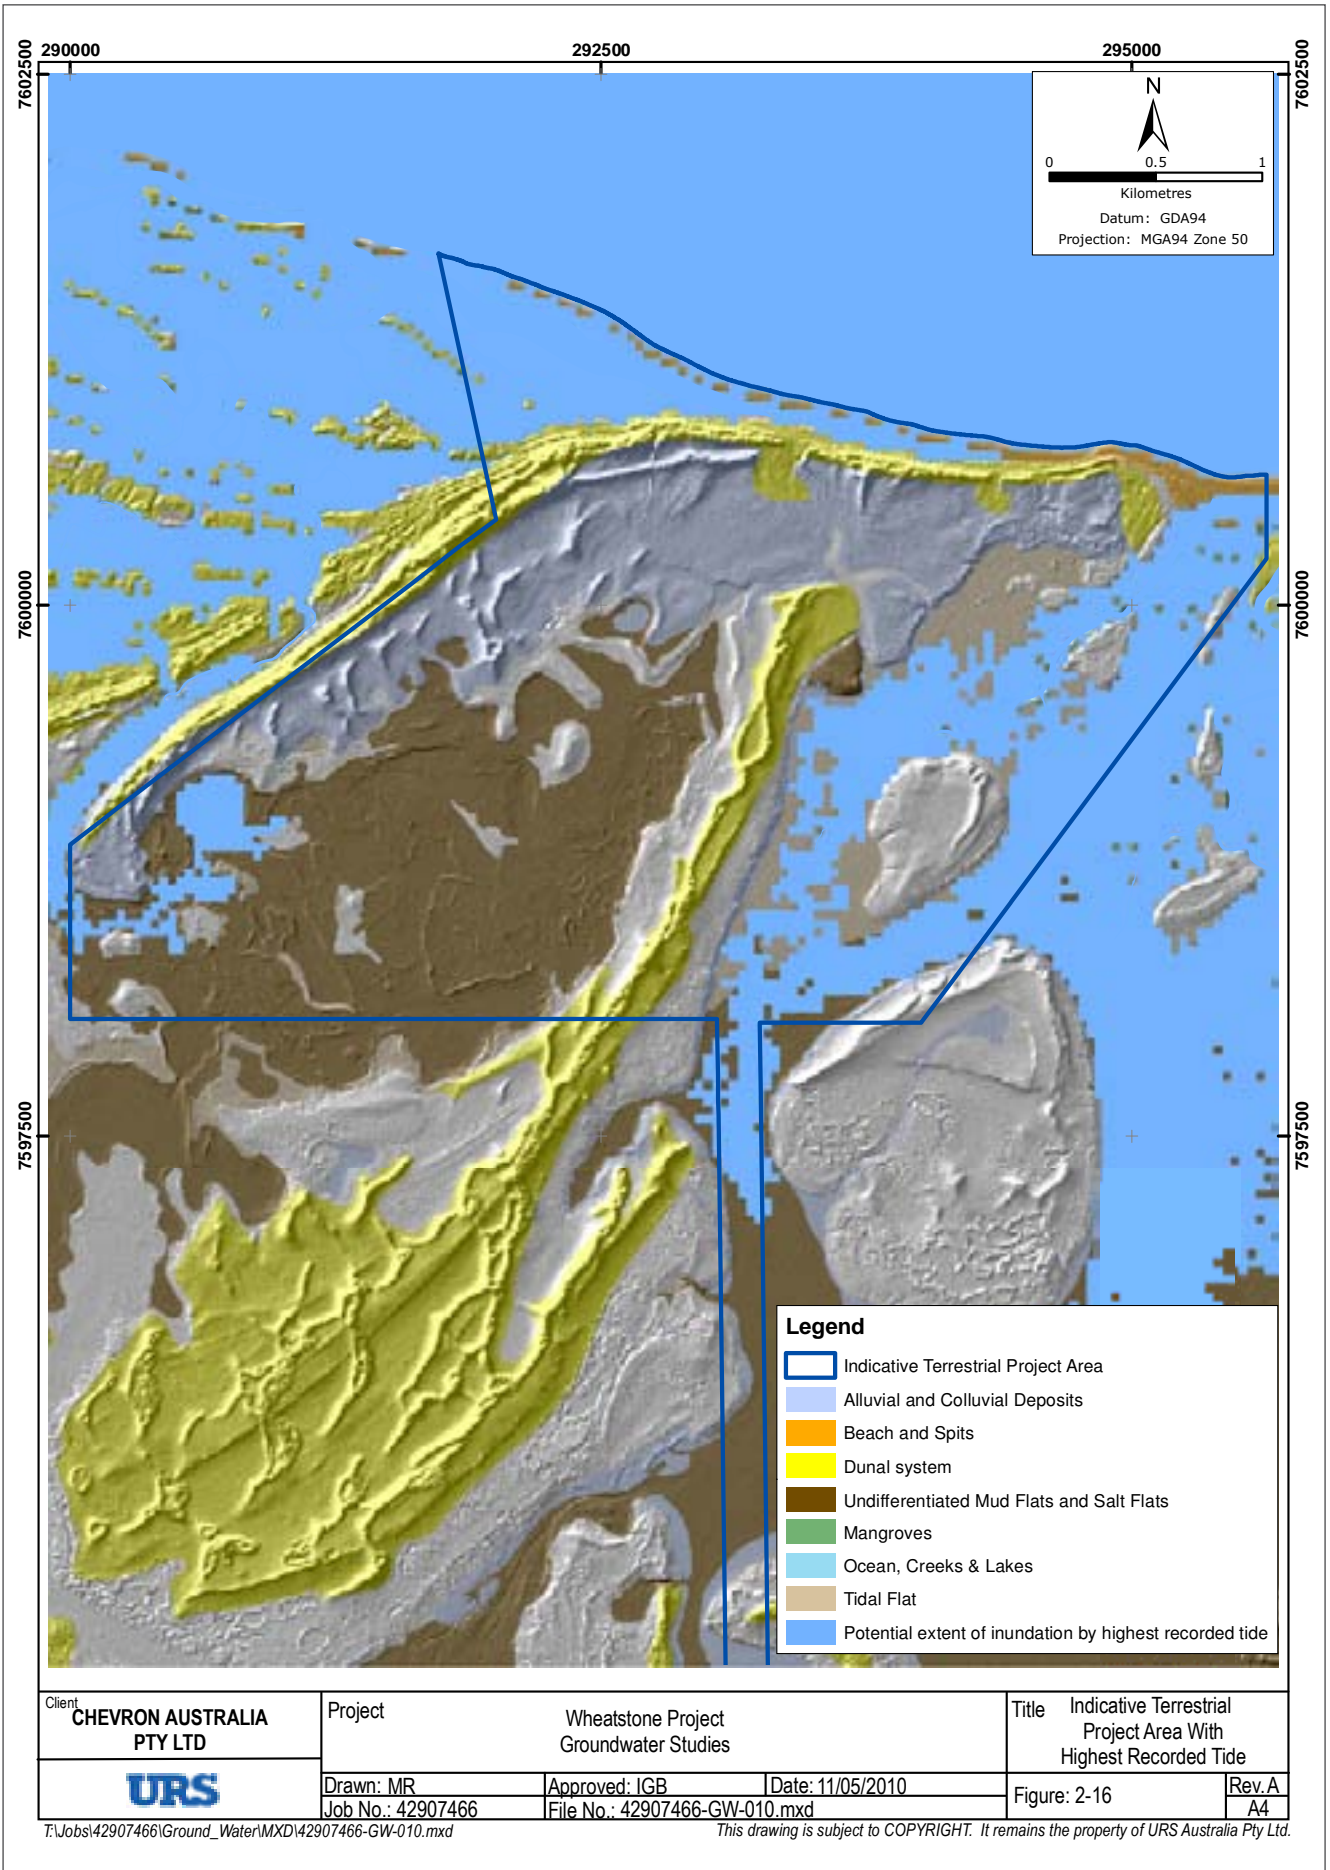 290000 292500 295000
7602500 7602500
N
0 0.5 1
Kilometres
Datum: GDA94
Projection: MGA94 Zone 50
7600000 7600000
7597500 7597500
Legend
Indicative Terrestrial Project Area
Alluvial and Colluvial Deposits
Beach and Spits
Dunal system
Undifferentiated Mud Flats and Salt Flats
Mangroves
Ocean, Creeks & Lakes
Tidal Flat
Potential extent of inundation by highest recorded tide
Client
CHEVRON AUSTRALIA
PTY LTD
URS
Project
Wheatstone Project
Groundwater Studies
Title Indicative Terrestrial
Project Area With
Highest Recorded Tide
Drawn: MR Approved: IGB Date: 11/05/2010
Job No.: 42907466 File No.: 42907466-GW-010.mxd
Figure: 2-16
Rev. A
A4
T:\Jobs\42907466\Ground_Water\MXD\42907466-GW-010.mxd
This drawing is subject to COPYRIGHT. It remains the property of URS Australia Pty Ltd.